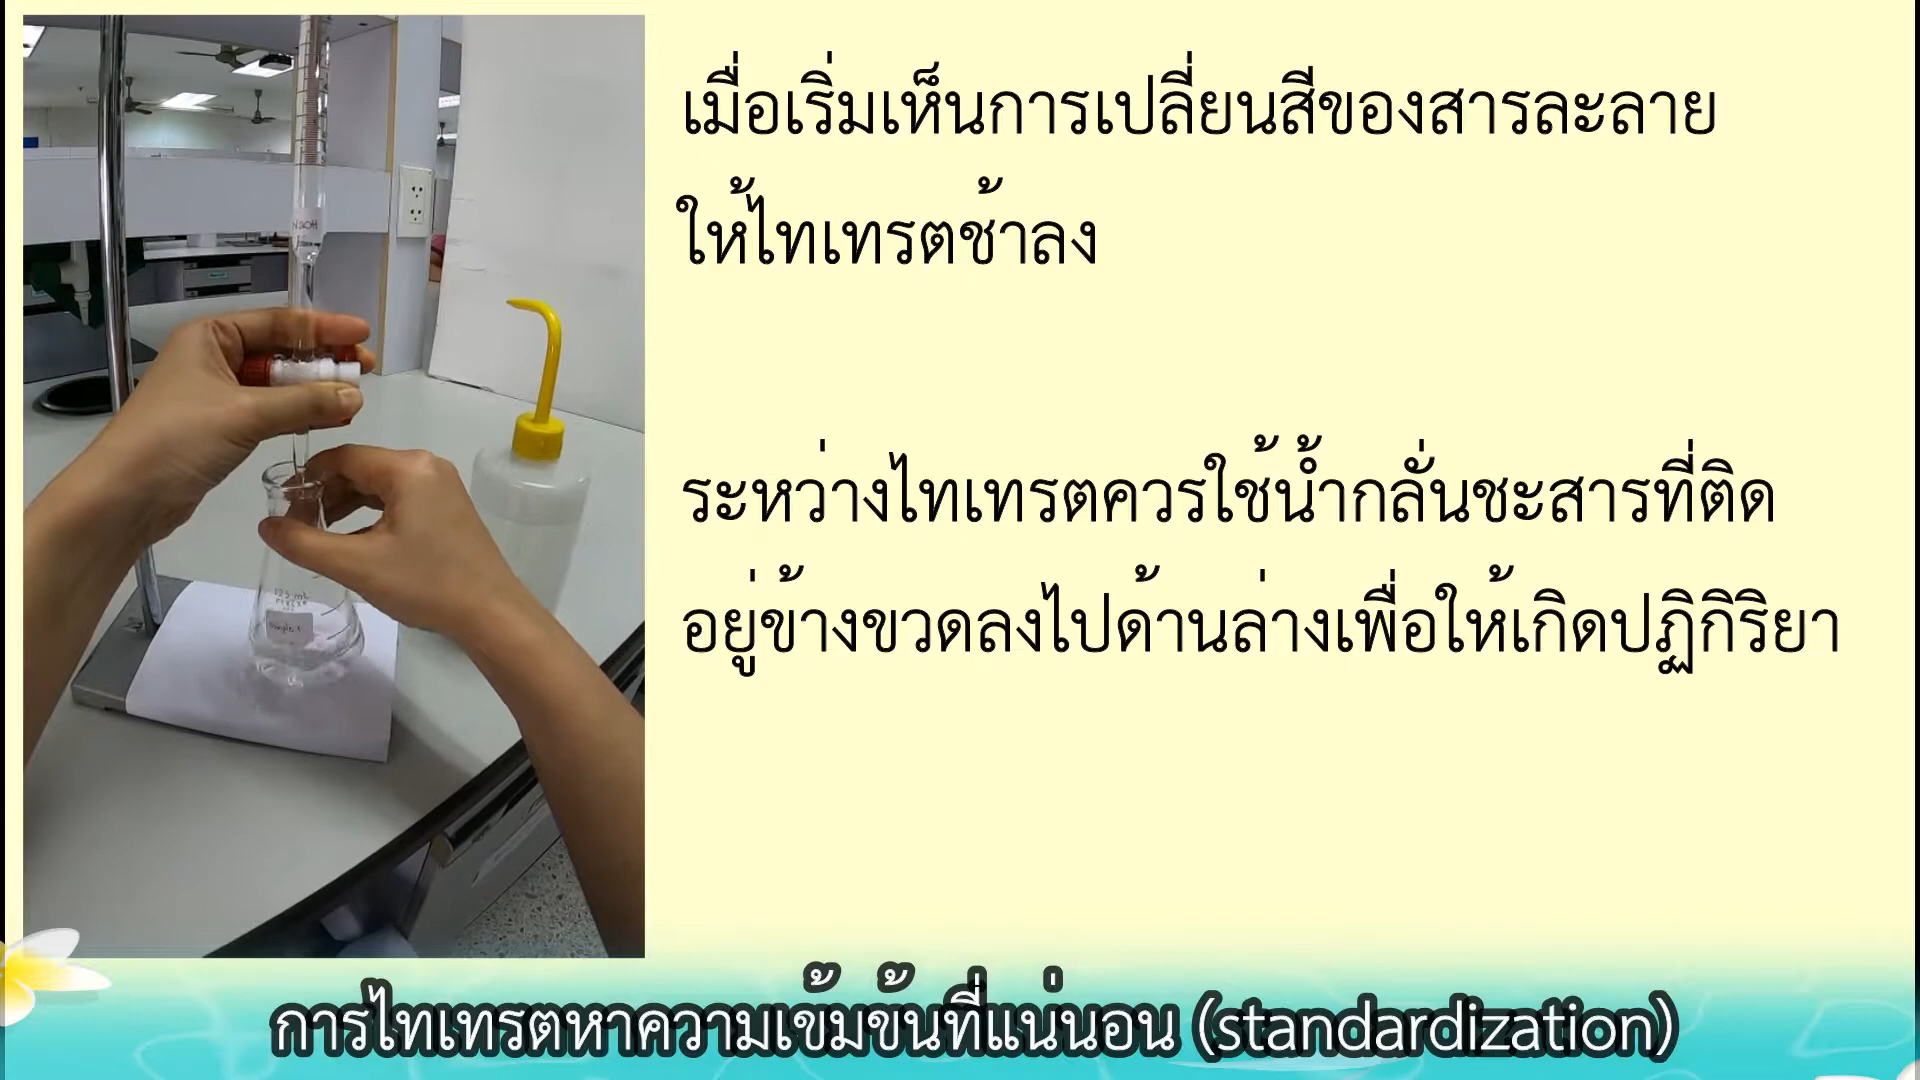 เมื่อเริ่มเห็นการเปลี่ยนสีของสารละลาย
ให้ไทเทรตช้าลง
ระหว่างไทเทรตควรใช้น้ำกลั่นชะสารที่ติด
อยู่ข้างขวดลงไปด้านล่างเพื่อให้เกิดปฏิกิริยา
NaOH
125 mL
การไทเทรตหาความเข้มข้นที่แน่นอน (standardization)